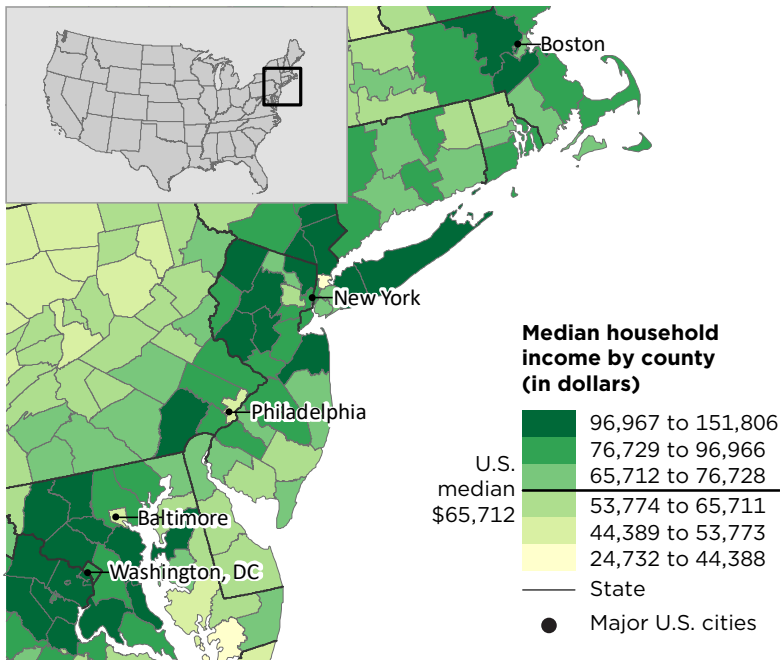 Boston
New York
Philadelphia
Baltimore
Washington, DC
Median household
income by county
(in dollars)
96,967 to 151,806
76,729 to 96,966
65,712 to 76,728
U.S.
median
$65,712
53,774 to 65,711
44,389 to 53,773
24,732 to 44,388
State
Major U.S. cities